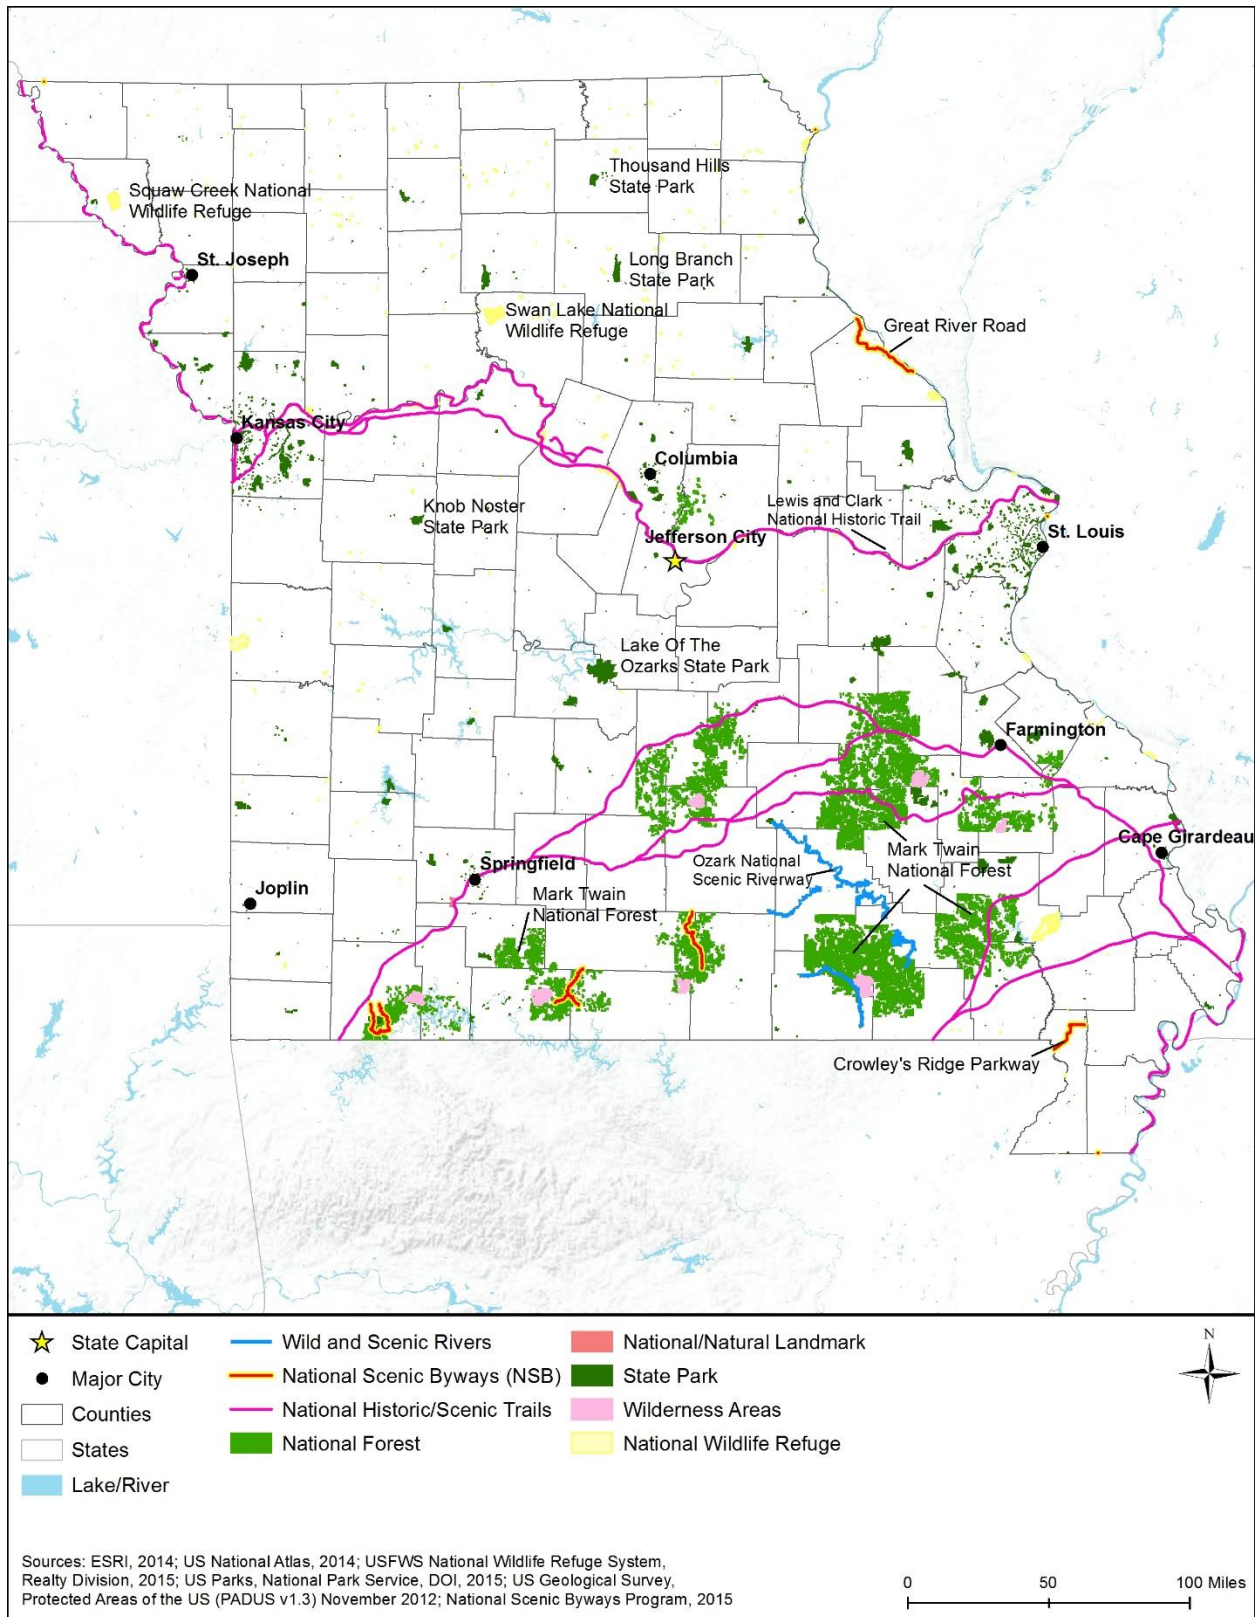 Thousand Hills
State Park
Squaw Creek National
Wildlife Refuge
St. Joseph
Long Branch
State Park
Swan Lake National
Wildlife Refuge
Great River Road
Kansas City
Columbia
Knob Noster
State Park
Lewis and Clark
National Historic Trail
Jefferson City
St. Louis
Lake Of The
Ozarks State Park
Farmington
Cape Girardeau
Mark Twain
National Forest
Ozark National
Scenic Riverway
Springfield
Joplin
Mark Twain
National Forest
Crowley's Ridge Parkway
State Capital
Major City
Counties
States
Lake/River
Wild and Scenic Rivers
National Scenic Byways (NSB)
National Historic/Scenic Trails
National Forest
National/Natural Landmark
State Park
Wilderness Areas
National Wildlife Refuge
N
Sources: ESRI, 2014; US National Atlas, 2014; USFWS National Wildlife Refuge System,
Realty Division, 2015; US Parks, National Park Service, DOI, 2015; US Geological Survey,
Protected Areas of the US (PADUS v1.3) November 2012; National Scenic Byways Program, 2015
0 50 100 Miles